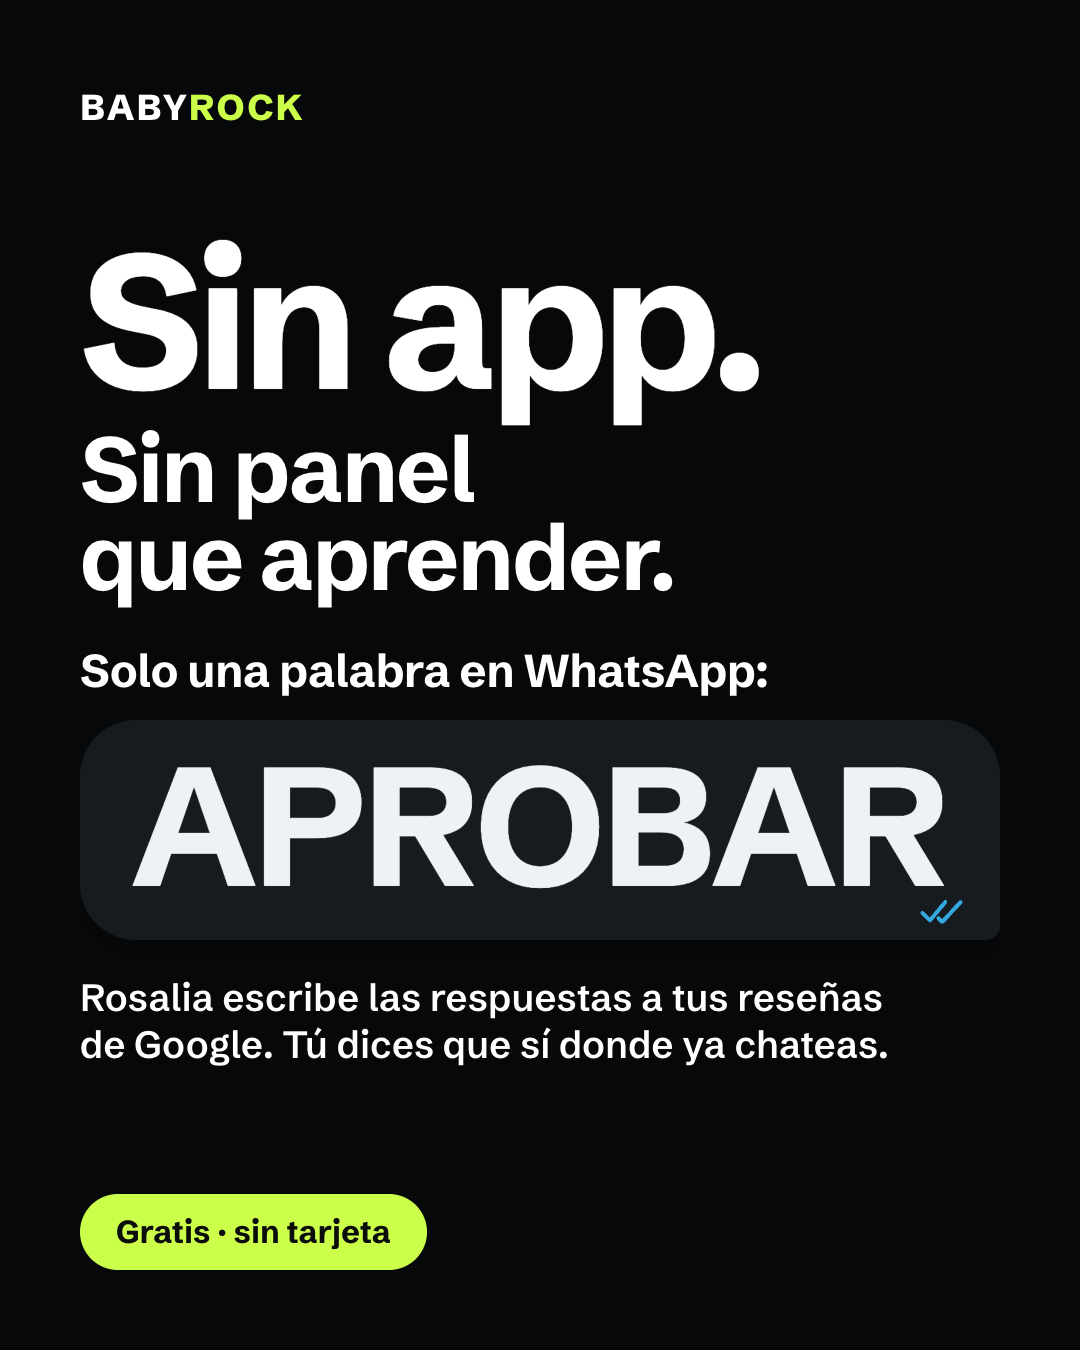 BABYROCK
Sin app.
Sin panel
que aprender.
Solo una palabra en WhatsApp:
APROBAR
Rosalia escribe las respuestas a tus reseñas
de Google. Tú dices que sí donde ya chateas.
Gratis · sin tarjeta